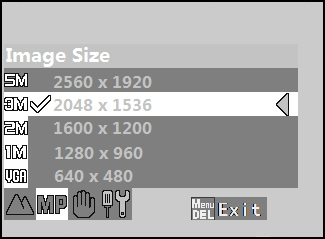 Image Size
5M 2560 x 1920
3M 2048 x 1536
2M 1600 x 1200
1M 1280 x 960
VGA 640 x 480
MP Menu DEL Exit